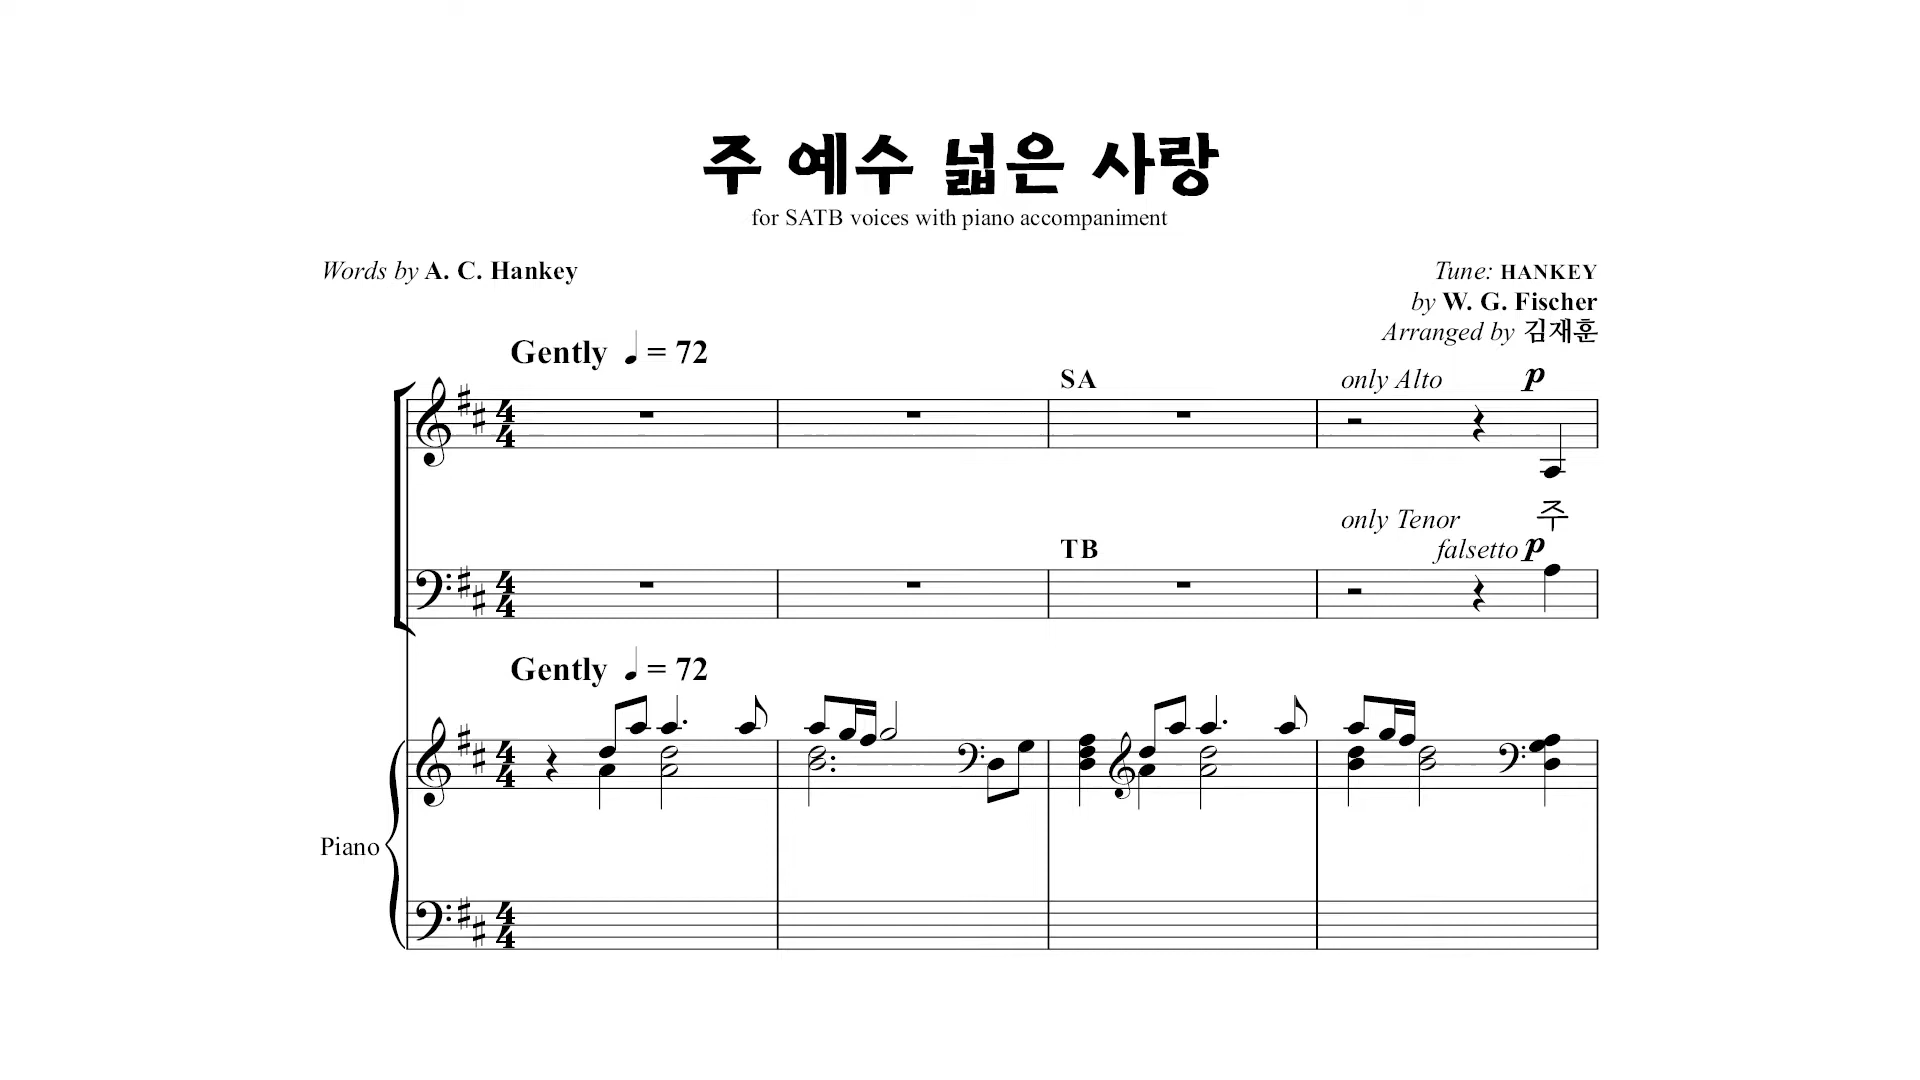 주 예수 넓은 사랑
for SATB voices with piano accompaniment
Words by A. C. Hankey
Tune: HANKEY
by W. G. Fischer
Arranged by 김재훈
Gently ♩ = 72
SA
only Alto p
주
only Tenor
TB
falsetto p
Gently ♩ = 72
Piano